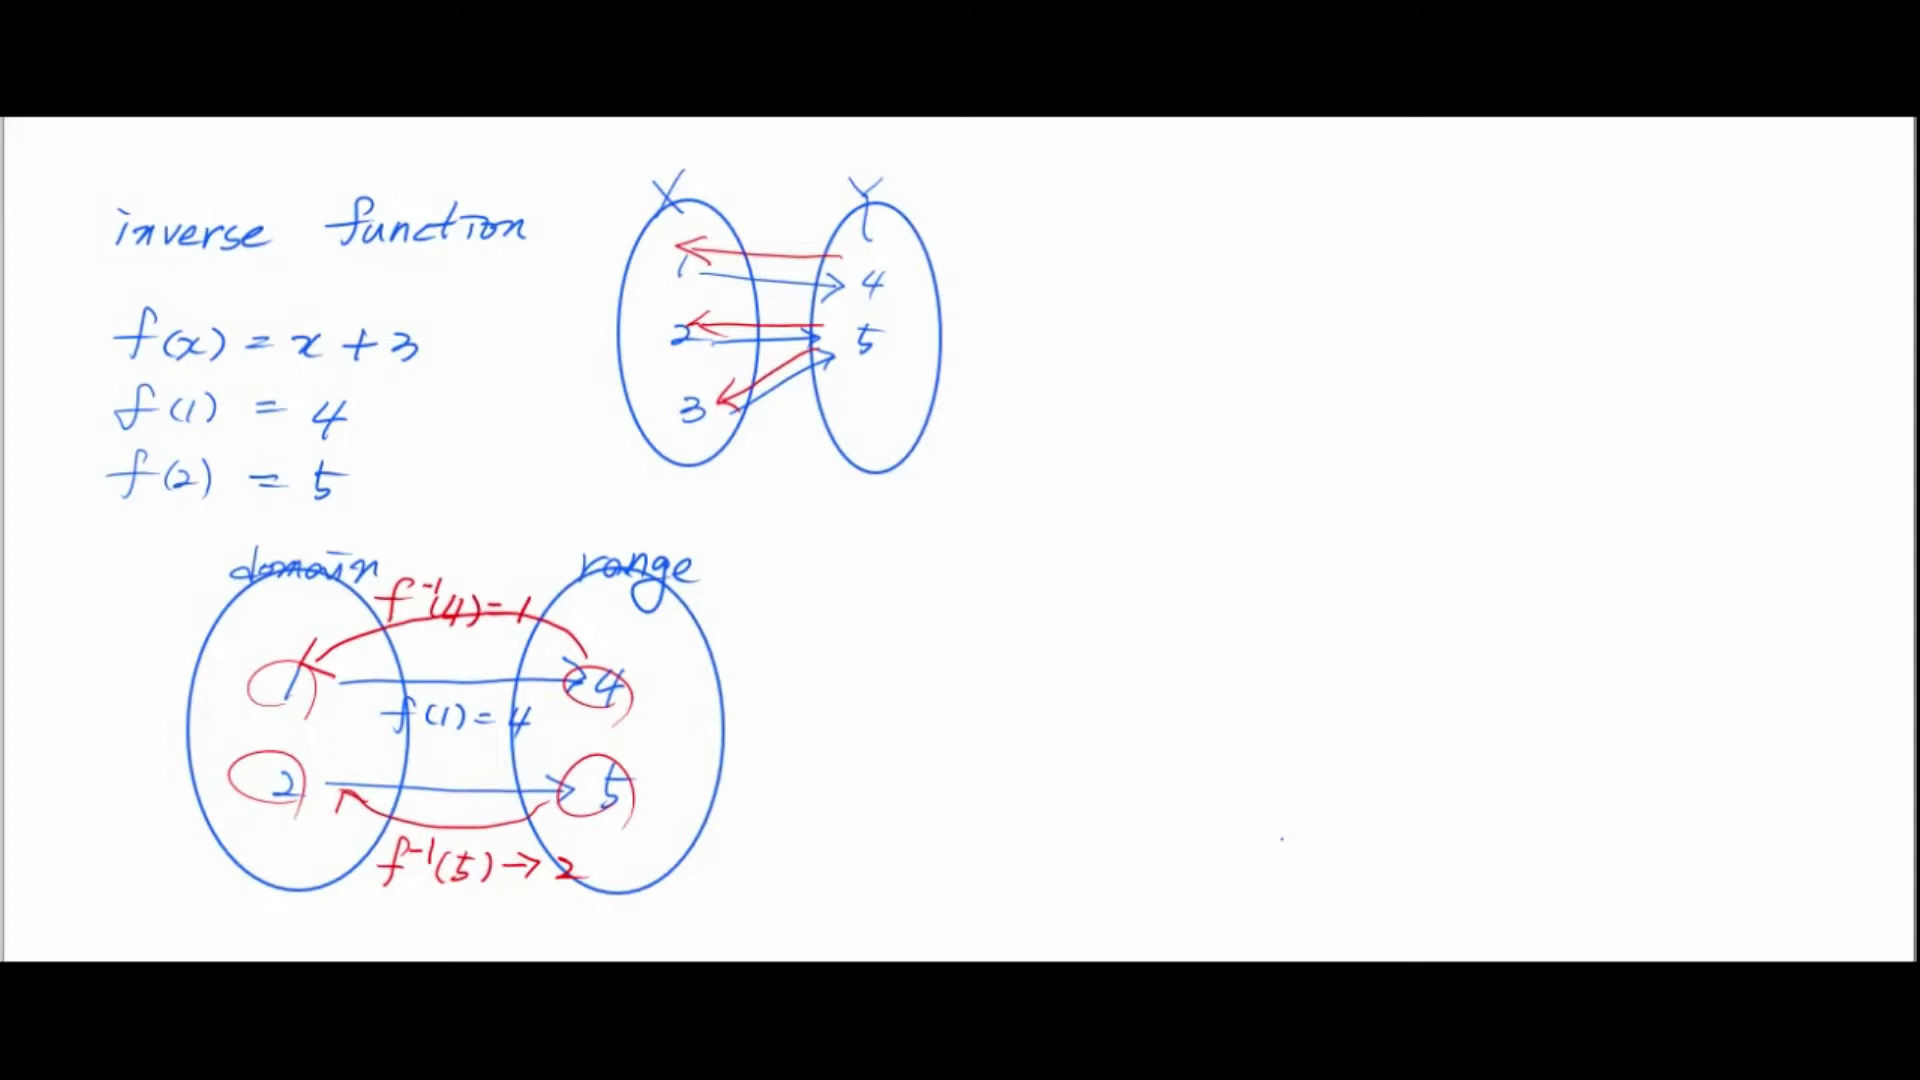 inverse function
f(x) = x + 3
f(1) = 4
f(2) = 5
X Y
1 4
2 5
3
domain range
f⁻¹(4) = 1
1 4
f(1) = 4
2 5
f⁻¹(5) → 2